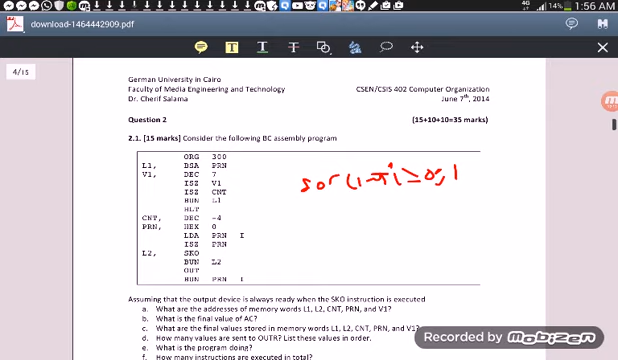 1:56 AM
14%
download-1464442909.pdf
4/15
German University in Cairo
Faculty of Media Engineering and Technology
Dr. Cherif Salama
CSEN/CSIS 402 Computer Organization
June 7th, 2014
Question 2
(15+10+10=35 marks)
2.1. [15 marks] Consider the following BC assembly program
ORG 300
L1, BSA PRN
V1, DEC 7
ISZ V1
ISZ CNT
BUN L1
HLT
CNT, DEC -4
PRN, HEX 0
LDA PRN I
ISZ PRN
L2, SKO
BUN L2
OUT
BUN PRN I
Assuming that the output device is always ready when the SKO instruction is executed
a. What are the addresses of memory words L1, L2, CNT, PRN, and V1?
b. What is the final value of AC?
c. What are the final values stored in memory words L1, L2, CNT, PRN, and V1?
d. How many values are sent to OUTR? List these values in order.
e. What is the program doing?
f. How many instructions are executed in total?
Recorded by mobizen